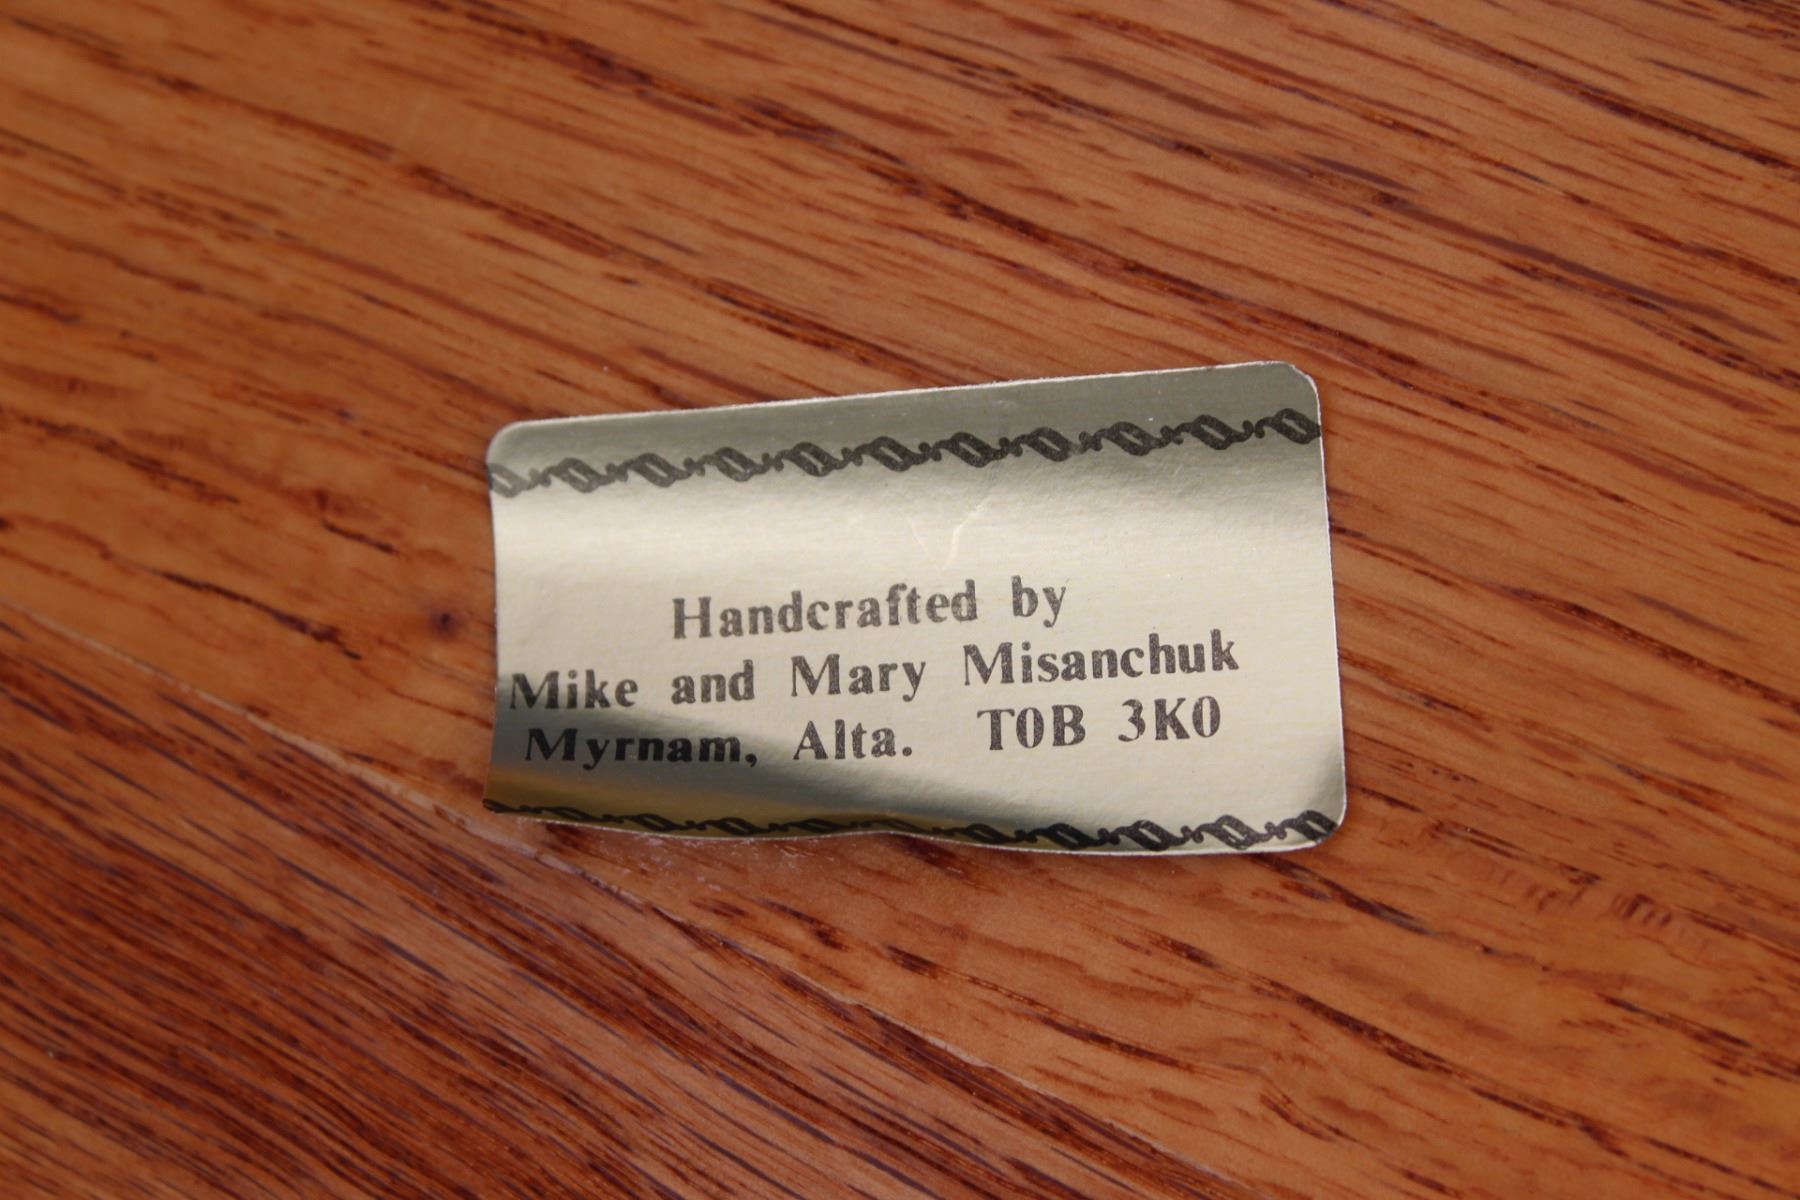 Handcrafted by
Mike and Mary Misanchuk
Myrnam, Alta. T0B 3K0